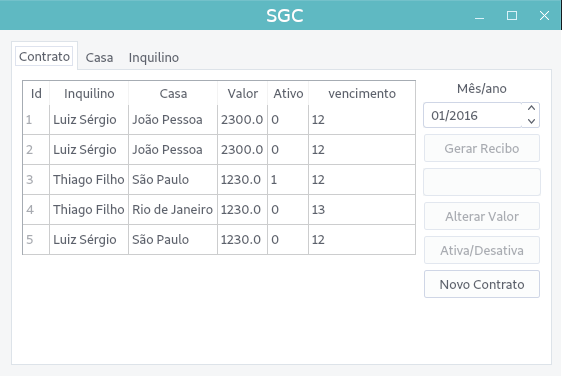 SGC
Contrato Casa Inquilino
Id Inquilino Casa Valor Ativo vencimento
1 Luiz Sérgio João Pessoa 2300.0 0 12
2 Luiz Sérgio João Pessoa 2300.0 0 12
3 Thiago Filho São Paulo 1230.0 1 12
4 Thiago Filho Rio de Janeiro 1230.0 0 13
5 Luiz Sérgio São Paulo 1230.0 0 12
Mês/ano
01/2016
Gerar Recibo
Alterar Valor
Ativa/Desativa
Novo Contrato